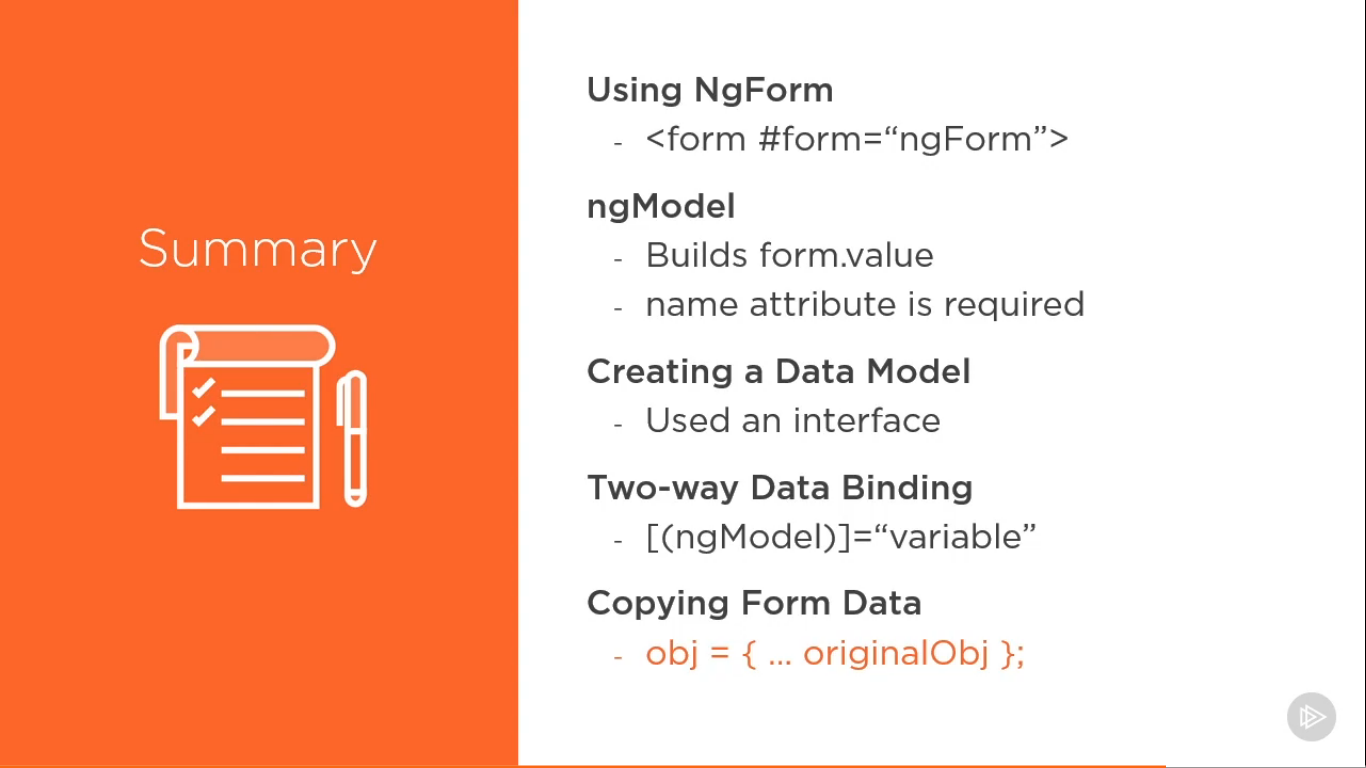 Summary
Using NgForm
- <form #form=“ngForm”>
ngModel
- Builds form.value
- name attribute is required
Creating a Data Model
- Used an interface
Two-way Data Binding
- [(ngModel)]=“variable”
Copying Form Data
- obj = { ... originalObj };